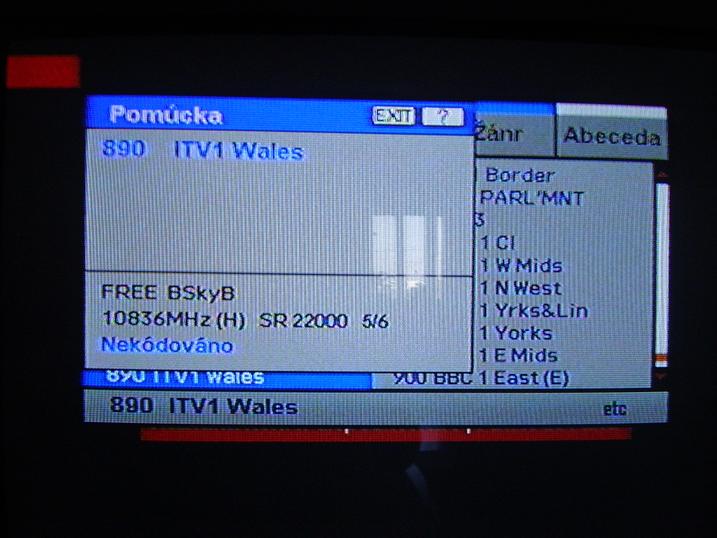 Pomúcka EXIT ?
890 ITV1 Wales
FREE BSkyB
10836MHz (H) SR 22000 5/6
Nekódováno
Žánr Abeceda
1 Border
PARL'MNT
3
1 CI
1 W Mids
1 N West
1 Yrks&Lin
1 Yorks
1 E Mids
890 ITV1 Wales 900 BBC 1 East (E)
890 ITV1 Wales etc